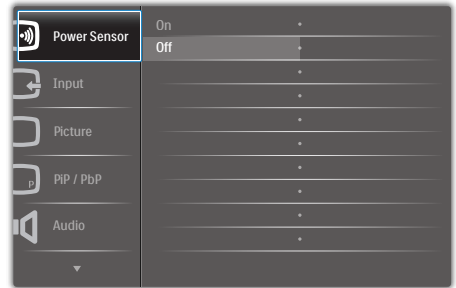 Power Sensor
On
Off
Input
Picture
P
PiP / PbP
Audio